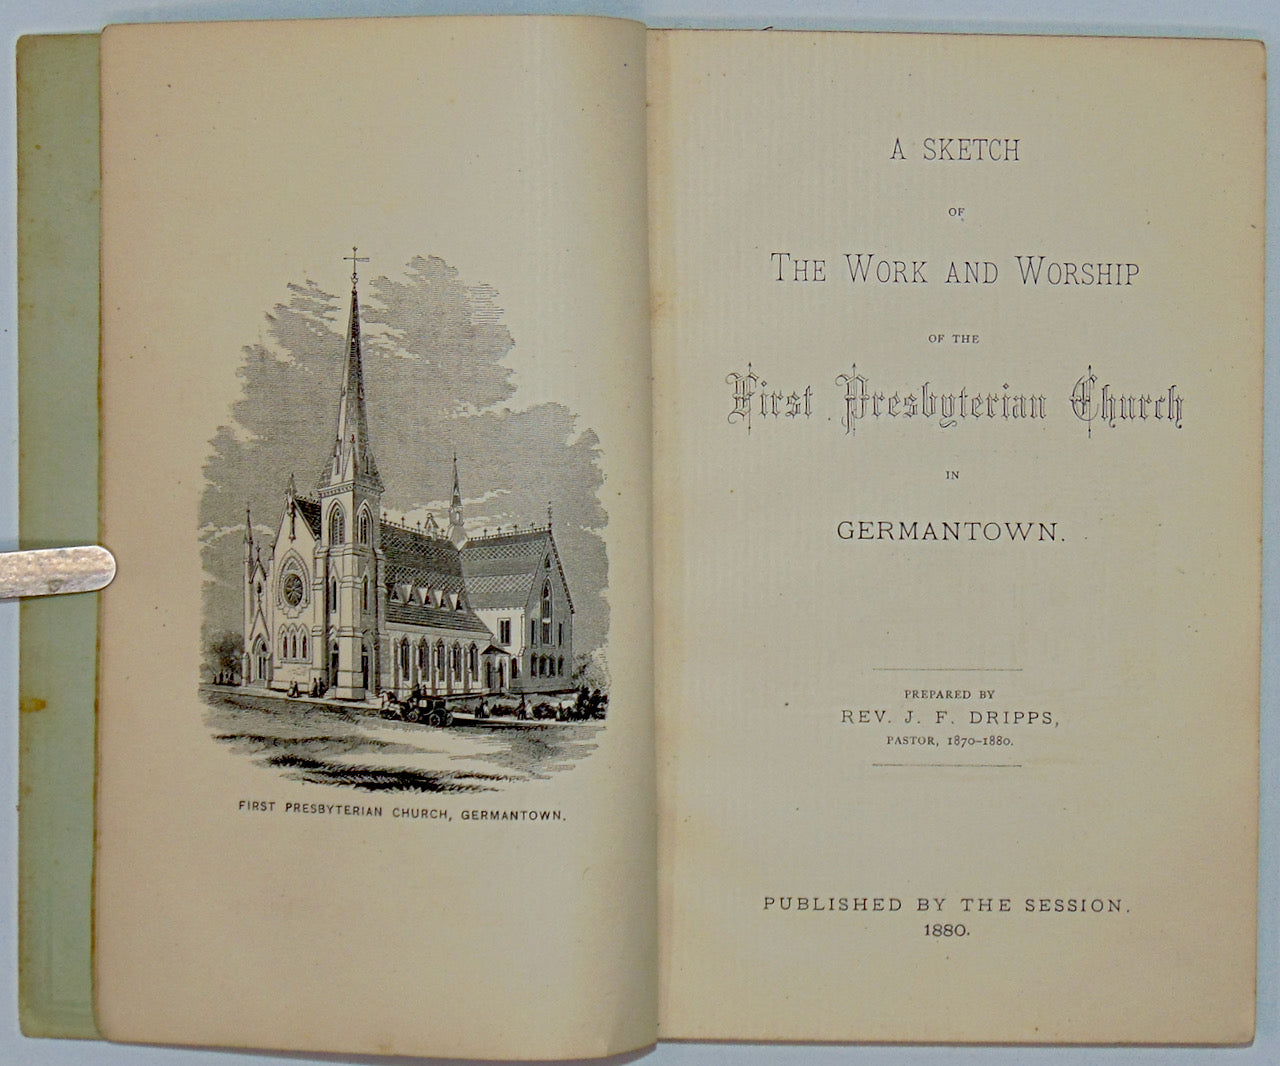 FIRST PRESBYTERIAN CHURCH, GERMANTOWN.
A SKETCH
OF
THE WORK AND WORSHIP
OF THE
First Presbyterian Church
IN
GERMANTOWN.
PREPARED BY
REV. J. F. DRIPPS,
PASTOR, 1870–1880.
PUBLISHED BY THE SESSION.
1880.